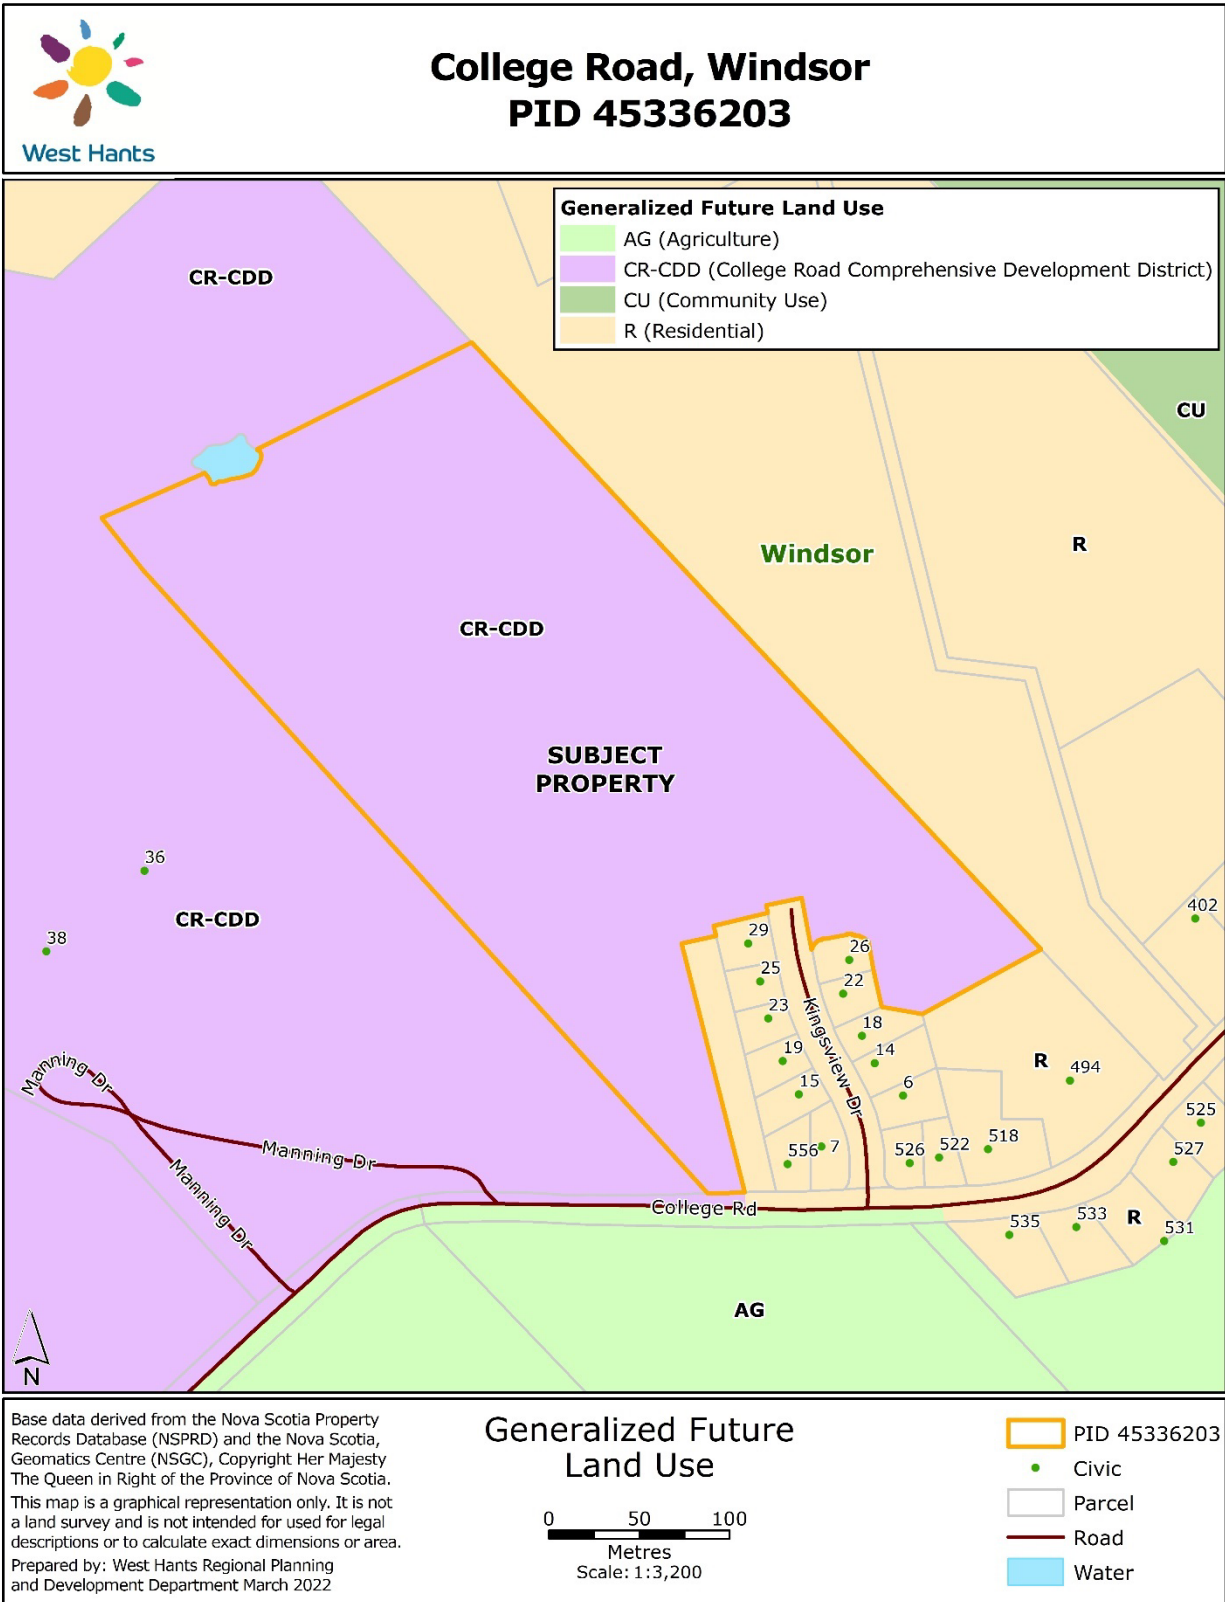 West Hants
College Road, Windsor
PID 45336203
Generalized Future Land Use
AG (Agriculture)
CR-CDD (College Road Comprehensive Development District)
CU (Community Use)
R (Residential)
CR-CDD
CU
Windsor
R
CR-CDD
SUBJECT
PROPERTY
36
CR-CDD
38
402
29
26
25
22
23
18
19
14
15
6
7
556
526
522
518
494
R
525
527
Kingsview Dr
Manning Dr
Manning Dr
Manning Dr
College Rd
535
533
R
531
AG
N
Base data derived from the Nova Scotia Property
Records Database (NSPRD) and the Nova Scotia,
Geomatics Centre (NSGC), Copyright Her Majesty
The Queen in Right of the Province of Nova Scotia.
This map is a graphical representation only. It is not
a land survey and is not intended for used for legal
descriptions or to calculate exact dimensions or area.
Prepared by: West Hants Regional Planning
and Development Department March 2022
Generalized Future
Land Use
0 50 100
Metres
Scale: 1:3,200
PID 45336203
Civic
Parcel
Road
Water